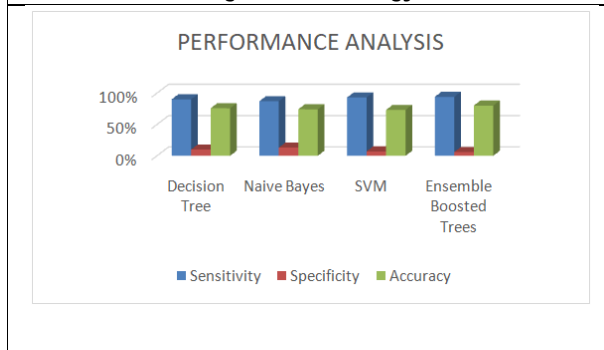 PERFORMANCE ANALYSIS
100%
50%
0%
Decision Tree
Naive Bayes
SVM
Ensemble Boosted Trees
Sensitivity Specificity Accuracy